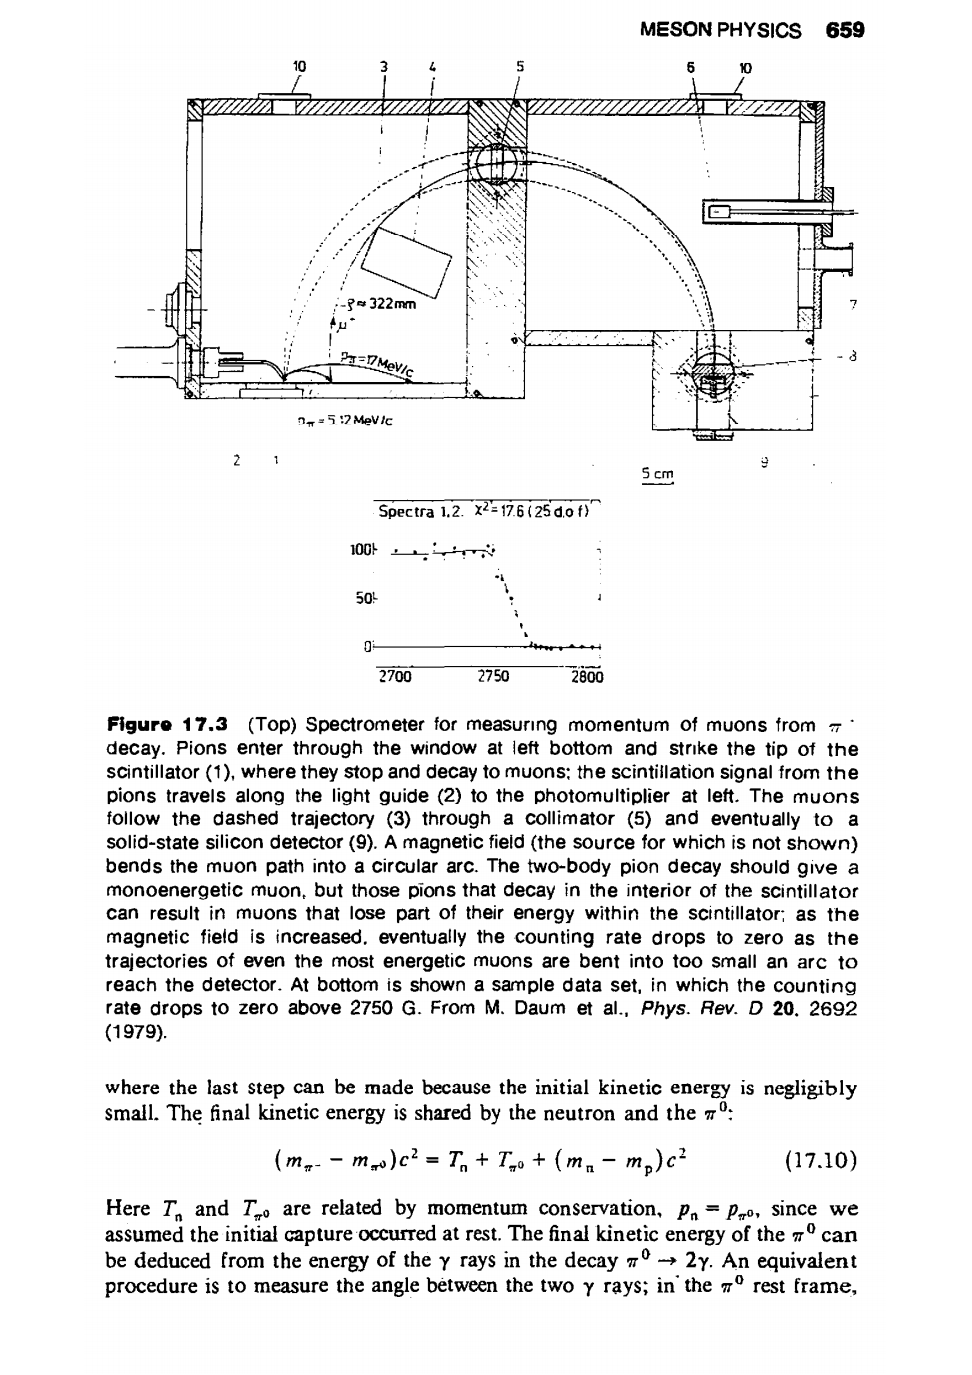 MESON PHYSICS 659
10 3 4 5 6 10
ρ≈322mm
μ⁺
7
pπ=17MeV/c
8
pπ=5.17MeV/c
2 1
9
5 cm
Spectra 1.2. χ²=17.6 (25 d.o f)
100
50
0
2700 2750 2800
Figure 17.3 (Top) Spectrometer for measuring momentum of muons from π
decay. Pions enter through the window at left bottom and strike the tip of the
scintillator (1), where they stop and decay to muons; the scintillation signal from the
pions travels along the light guide (2) to the photomultiplier at left. The muons
follow the dashed trajectory (3) through a collimator (5) and eventually to a
solid-state silicon detector (9). A magnetic field (the source for which is not shown)
bends the muon path into a circular arc. The two-body pion decay should give a
monoenergetic muon, but those pions that decay in the interior of the scintillator
can result in muons that lose part of their energy within the scintillator; as the
magnetic field is increased, eventually the counting rate drops to zero as the
trajectories of even the most energetic muons are bent into too small an arc to
reach the detector. At bottom is shown a sample data set, in which the counting
rate drops to zero above 2750 G. From M. Daum et al., Phys. Rev. D 20, 2692
(1979).
where the last step can be made because the initial kinetic energy is negligibly
small. The final kinetic energy is shared by the neutron and the π⁰:
(mπ- − mπ⁰)c² = Tₙ + Tπ⁰ + (mₙ − mₚ)c² (17.10)
Here Tₙ and Tπ⁰ are related by momentum conservation, pₙ = pπ⁰, since we
assumed the initial capture occurred at rest. The final kinetic energy of the π⁰ can
be deduced from the energy of the γ rays in the decay π⁰ → 2γ. An equivalent
procedure is to measure the angle between the two γ rays; in the π⁰ rest frame,